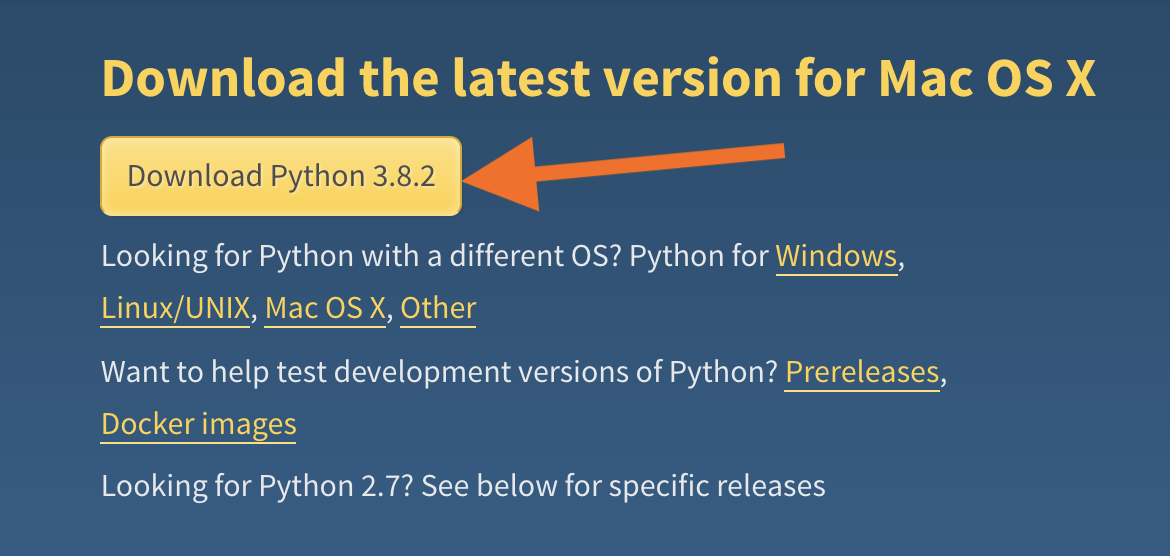 Download the latest version for Mac OS X
Download Python 3.8.2
Looking for Python with a different OS? Python for Windows,
Linux/UNIX, Mac OS X, Other
Want to help test development versions of Python? Prereleases,
Docker images
Looking for Python 2.7? See below for specific releases